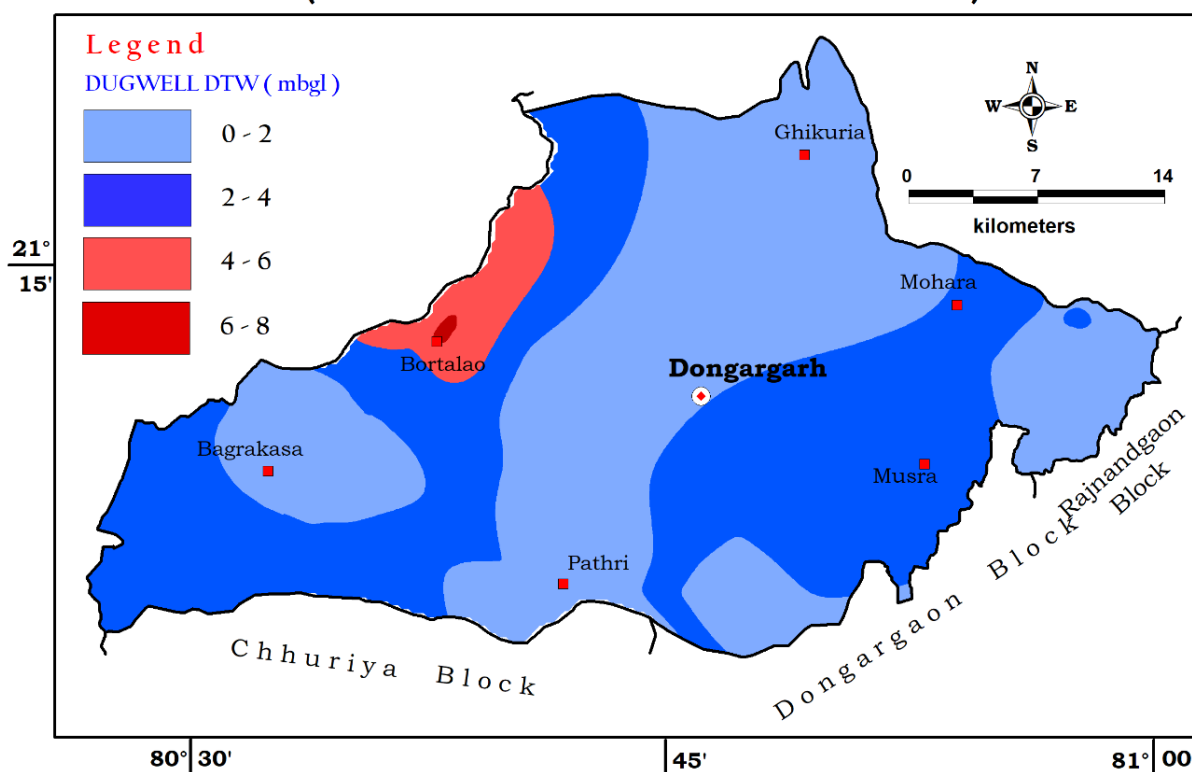 Legend
DUGWELL DTW ( mbgl )
0 - 2
2 - 4
4 - 6
6 - 8
N
W E
S
0 7 14
kilometers
Ghikuria
21°
15'
Mohara
Bortalao
Dongargarh
Bagrakasa
Musra
Pathri
Rajnandgaon
Block
Dongargaon Block
Chhuriya Block
80° 30'
45'
81° 00